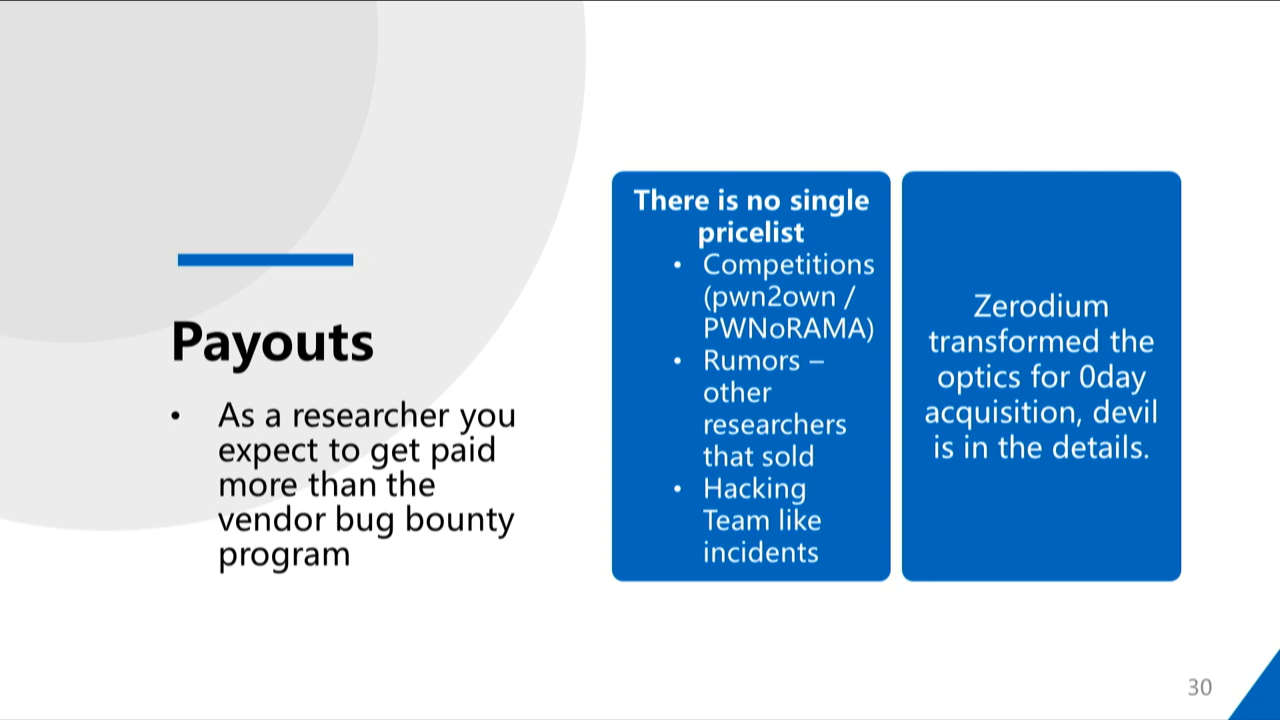 Payouts
• As a researcher you
expect to get paid
more than the
vendor bug bounty
program
There is no single
pricelist
• Competitions
(pwn2own /
PWNoRAMA)
• Rumors –
other
researchers
that sold
• Hacking
Team like
incidents
Zerodium
transformed the
optics for 0day
acquisition, devil
is in the details.
30